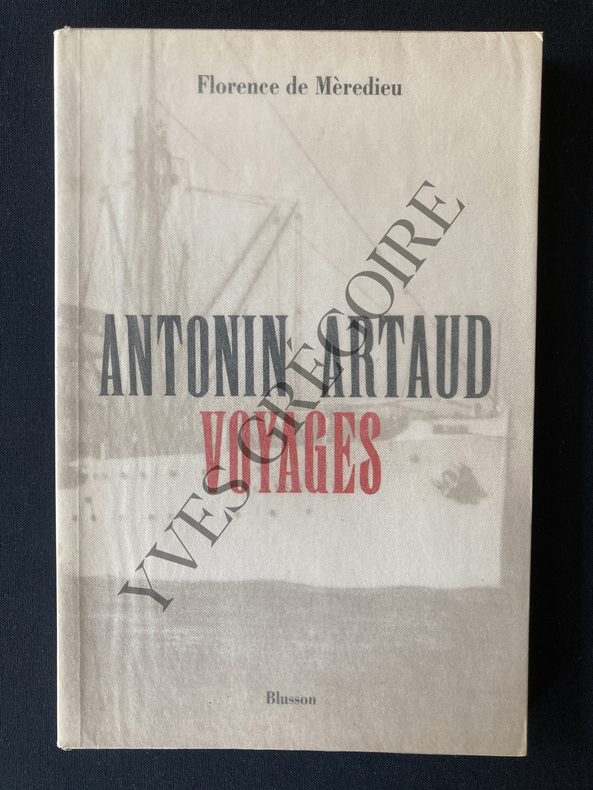 Florence de Mèredieu
ANTONIN ARTAUD
VOYAGES
YVES GRÉGOIRE
Blusson